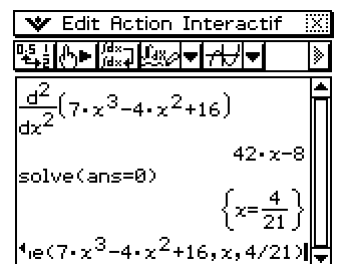 Edit Action Interactif
d²/dx²(7·x³-4·x²+16)
42·x-8
solve(ans=0)
{x=4/21}
ne(7·x³-4·x²+16,x,4/21)